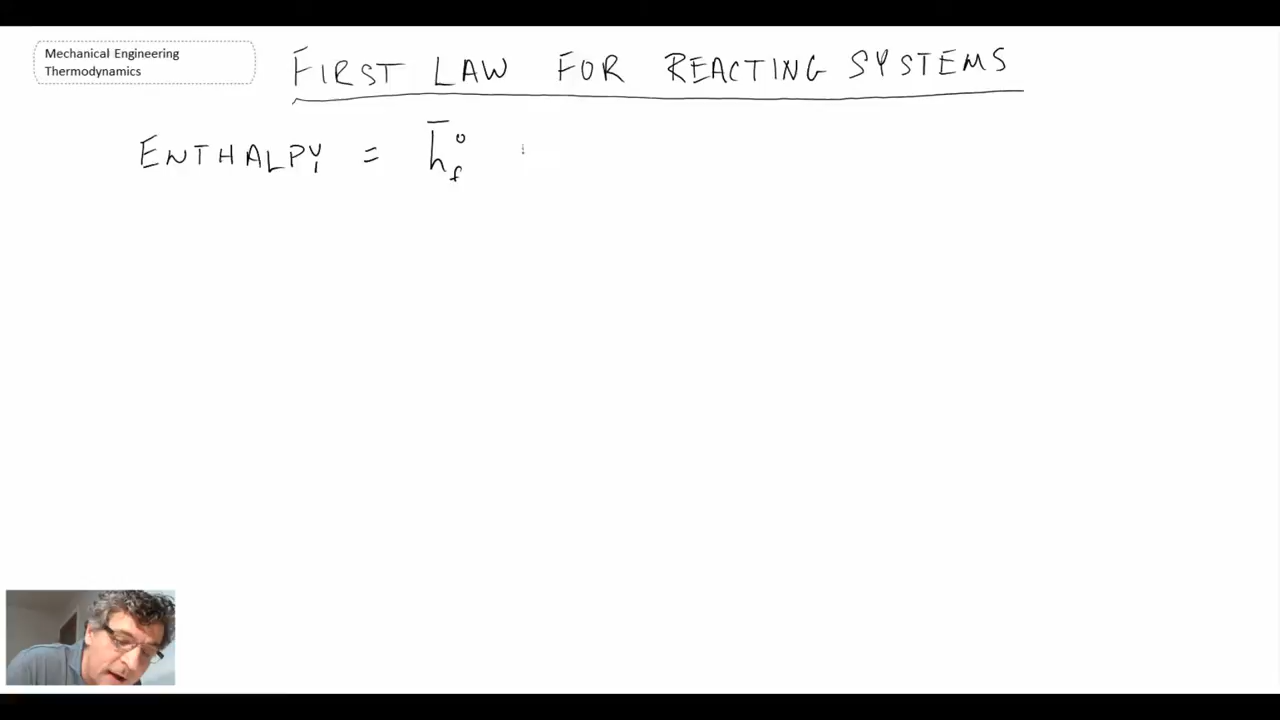 Mechanical Engineering
Thermodynamics
FIRST LAW FOR REACTING SYSTEMS
ENTHALPY = h̄°f